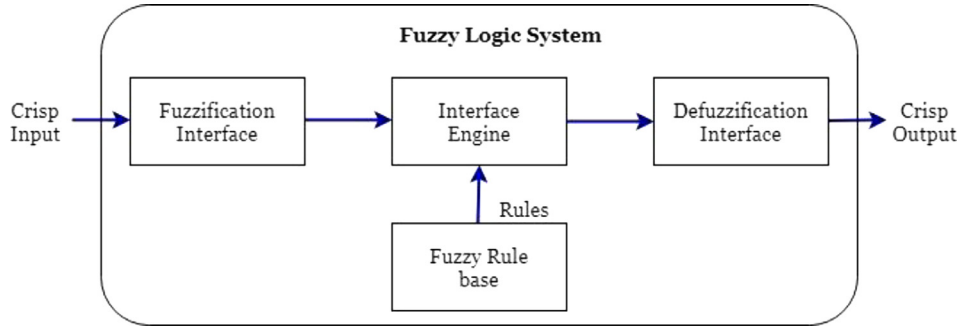 Fuzzy Logic System
Crisp
Input
Fuzzification
Interface
Interface
Engine
Defuzzification
Interface
Crisp
Output
Rules
Fuzzy Rule
base